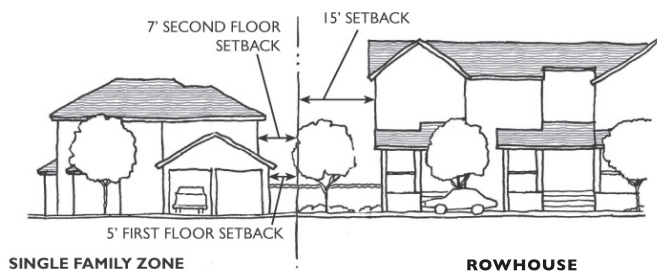 7' SECOND FLOOR
SETBACK
15' SETBACK
5' FIRST FLOOR SETBACK
SINGLE FAMILY ZONE
ROWHOUSE